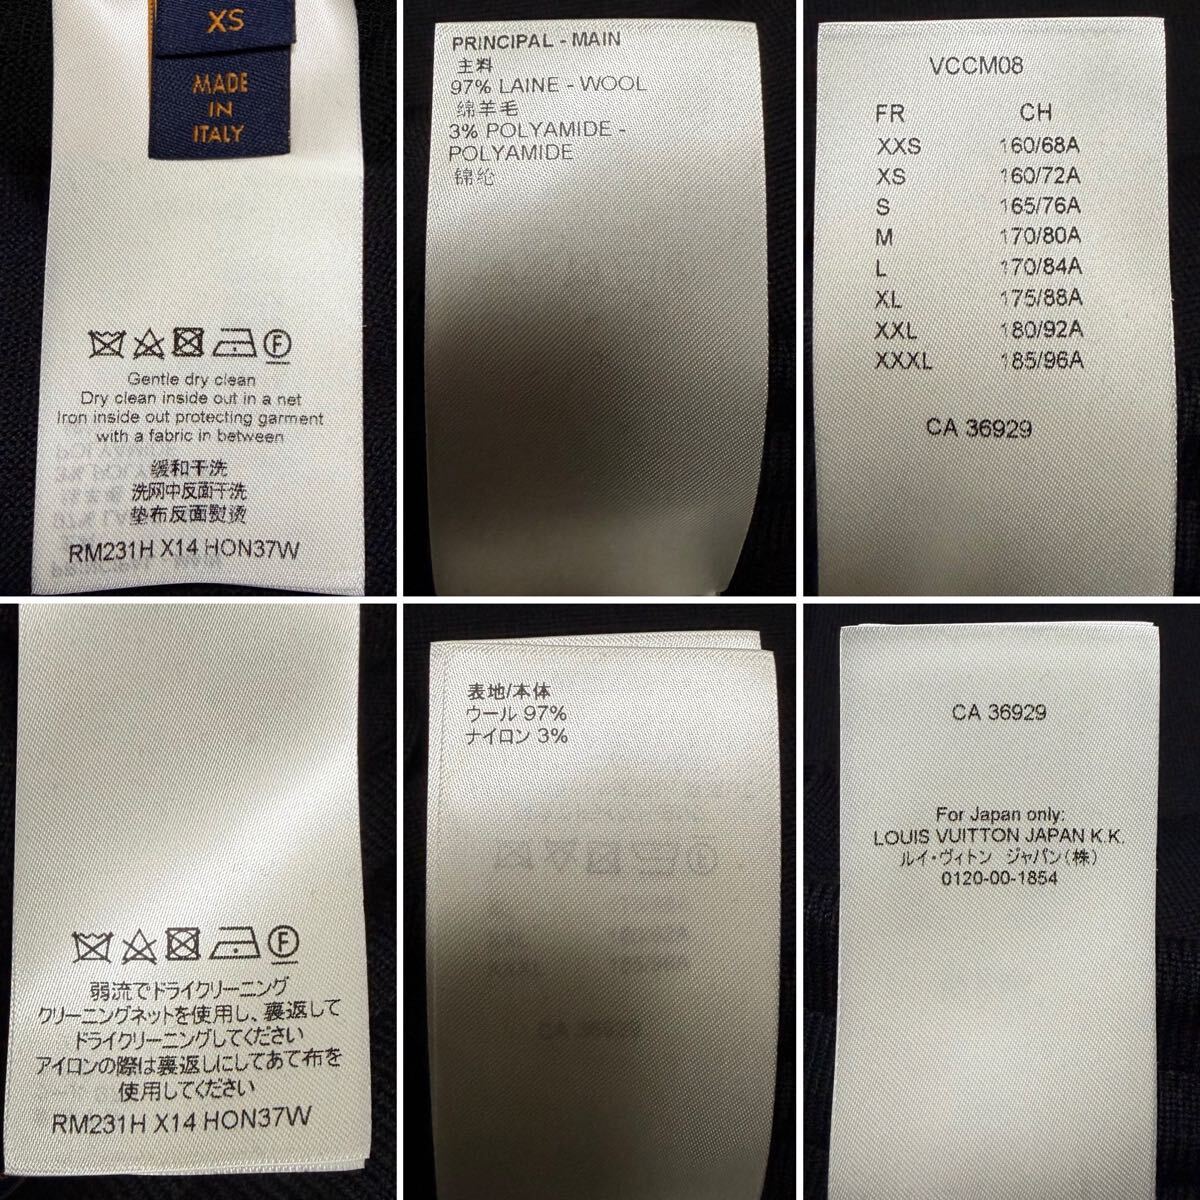 XS
MADE
IN
ITALY
F
Gentle dry clean
Dry clean inside out in a net
Iron inside out protecting garment
with a fabric in between
缓和干洗
洗网中反面干洗
垫布反面熨烫
RM231H X14 HON37W
PRINCIPAL - MAIN
主料
97% LAINE - WOOL
绵羊毛
3% POLYAMIDE -
POLYAMIDE
锦纶
VCCM08
FR CH
XXS 160/68A
XS 160/72A
S 165/76A
M 170/80A
L 170/84A
XL 175/88A
XXL 180/92A
XXXL 185/96A
CA 36929
F
弱流でドライクリーニング
クリーニングネットを使用し、裏返して
ドライクリーニングしてください
アイロンの際は裏返しにしてあて布を
使用してください
RM231H X14 HON37W
表地/本体
ウール 97%
ナイロン 3%
CA 36929
For Japan only:
LOUIS VUITTON JAPAN K.K.
ルイ・ヴィトン ジャパン(株)
0120-00-1854